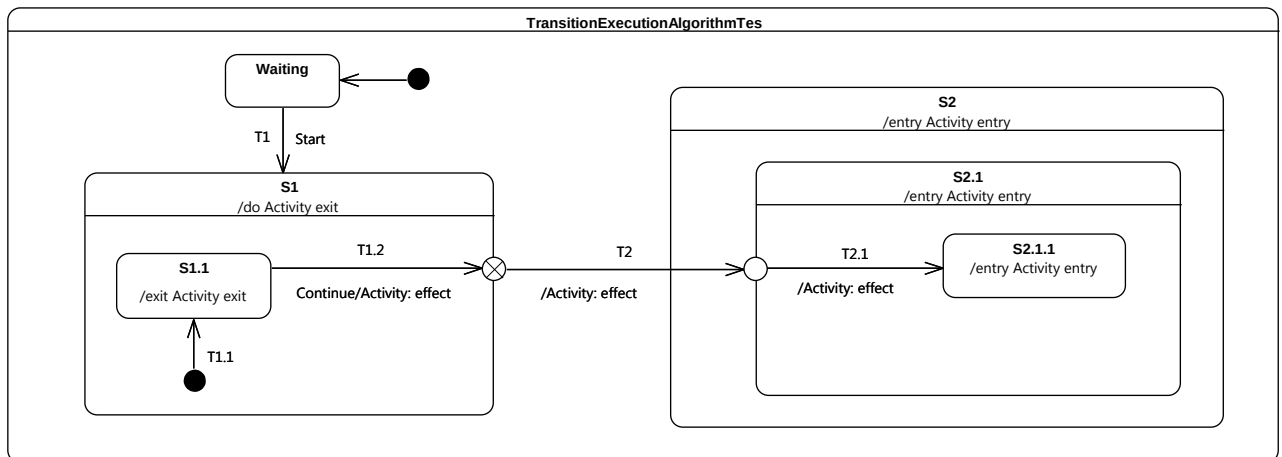 TransitionExecutionAlgorithmTes
Waiting
T1
Start
S1
/do Activity exit
T1.2
S1.1
/exit Activity exit
Continue/Activity: effect
T1.1
T2
/Activity: effect
S2
/entry Activity entry
S2.1
/entry Activity entry
T2.1
/Activity: effect
S2.1.1
/entry Activity entry